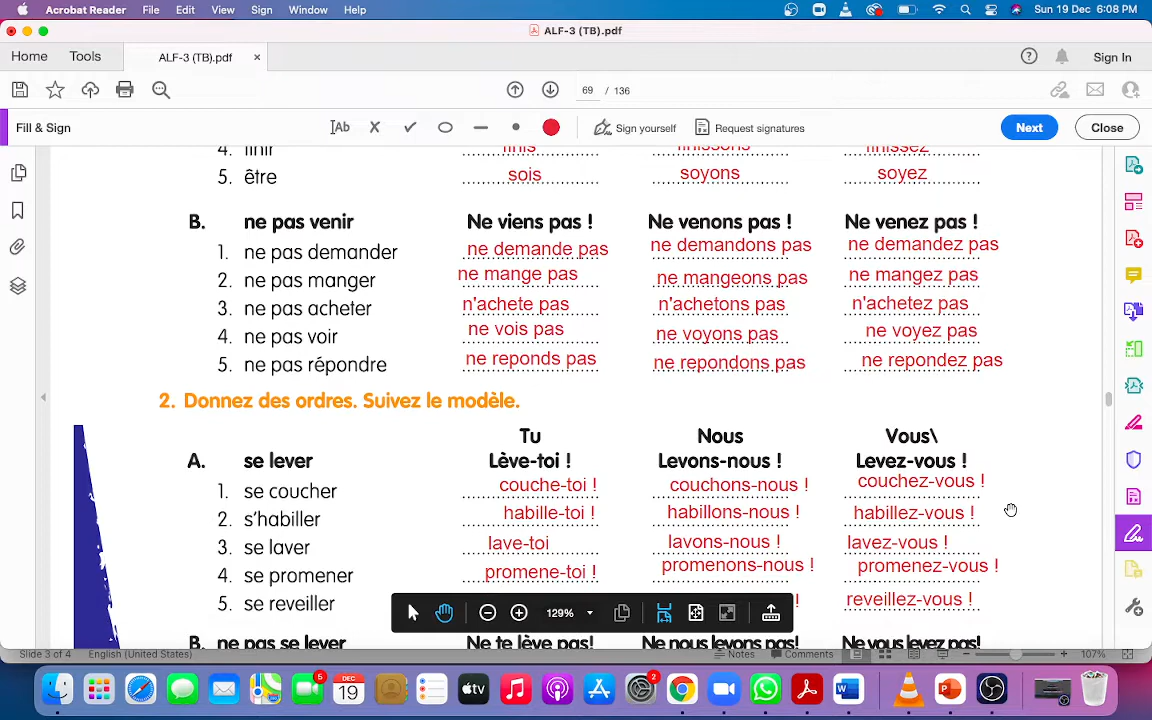 Acrobat Reader File Edit View Sign Window Help Sun 19 Dec 6:08 PM
ALF-3 (TB).pdf
Home Tools ALF-3 (TB).pdf × Sign In
69 / 136
Fill & Sign Ab Sign yourself Request signatures Next Close
4. finir finis finissons finissez
5. être sois soyons soyez
B. ne pas venir Ne viens pas ! Ne venons pas ! Ne venez pas !
1. ne pas demander ne demande pas ne demandons pas ne demandez pas
2. ne pas manger ne mange pas ne mangeons pas ne mangez pas
3. ne pas acheter n'achete pas n'achetons pas n'achetez pas
4. ne pas voir ne vois pas ne voyons pas ne voyez pas
5. ne pas répondre ne reponds pas ne repondons pas ne repondez pas
2. Donnez des ordres. Suivez le modèle.
Tu Nous Vous\
A. se lever Lève-toi ! Levons-nous ! Levez-vous !
1. se coucher couche-toi ! couchons-nous ! couchez-vous !
2. s'habiller habille-toi ! habillons-nous ! habillez-vous !
3. se laver lave-toi lavons-nous ! lavez-vous !
4. se promener promene-toi ! promenons-nous ! promenez-vous !
5. se reveiller ! reveillez-vous !
129%
B. ne pas se lever Ne te lève pas! Ne nous levons pas! Ne vous levez pas!
Slide 3 of 4 English (United States) Notes Comments 107%
5 DEC 19 tv 2